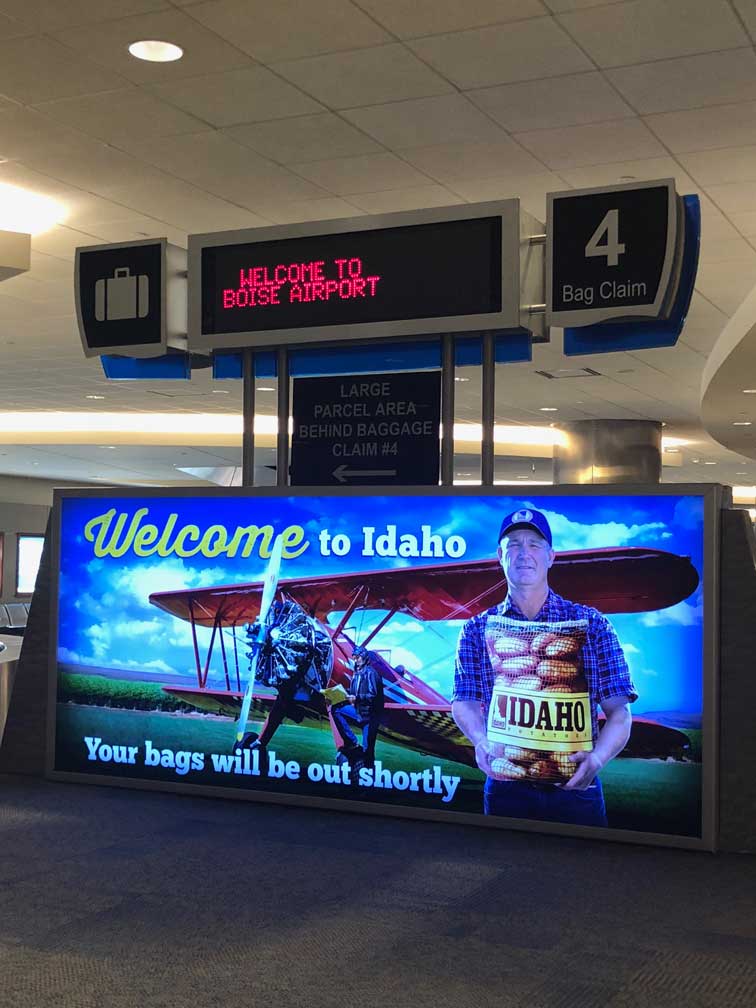 WELCOME TO
BOISE AIRPORT
4
Bag Claim
LARGE
PARCEL AREA
BEHIND BAGGAGE
CLAIM #4
Welcome to Idaho
IDAHO
POTATOES
Your bags will be out shortly